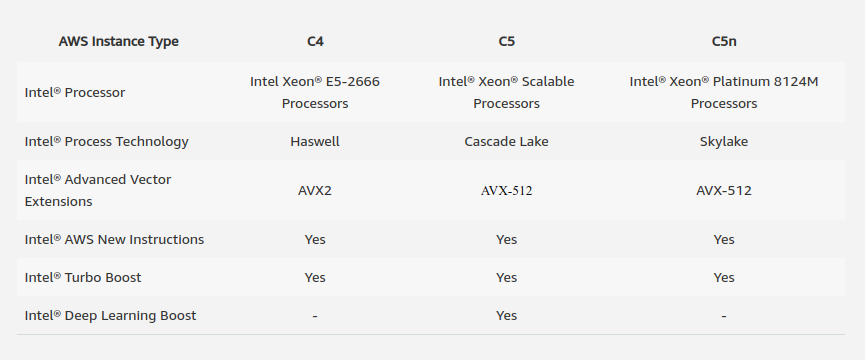 AWS Instance Type C4 C5 C5n
Intel® Processor Intel Xeon® E5-2666 Processors Intel® Xeon® Scalable Processors Intel® Xeon® Platinum 8124M Processors
Intel® Process Technology Haswell Cascade Lake Skylake
Intel® Advanced Vector Extensions AVX2 AVX-512 AVX-512
Intel® AWS New Instructions Yes Yes Yes
Intel® Turbo Boost Yes Yes Yes
Intel® Deep Learning Boost - Yes -